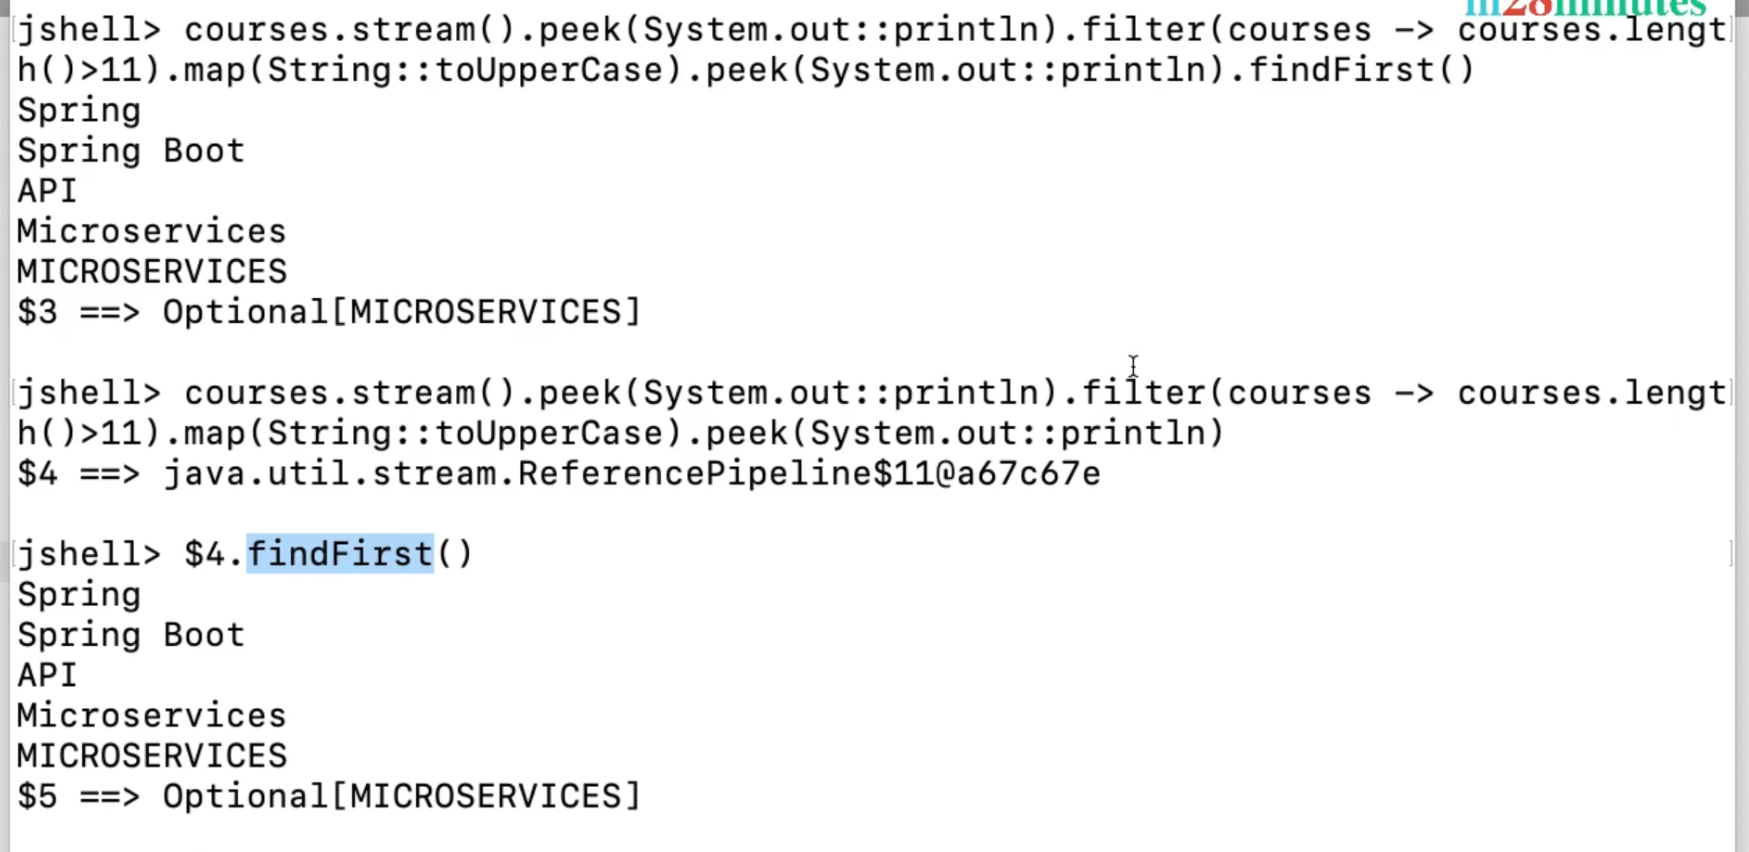 in28minutes
jshell> courses.stream().peek(System.out::println).filter(courses -> courses.lengt
h()>11).map(String::toUpperCase).peek(System.out::println).findFirst()
Spring
Spring Boot
API
Microservices
MICROSERVICES
$3 ==> Optional[MICROSERVICES]
jshell> courses.stream().peek(System.out::println).filter(courses -> courses.lengt
h()>11).map(String::toUpperCase).peek(System.out::println)
$4 ==> java.util.stream.ReferencePipeline$11@a67c67e
jshell> $4.findFirst()
Spring
Spring Boot
API
Microservices
MICROSERVICES
$5 ==> Optional[MICROSERVICES]